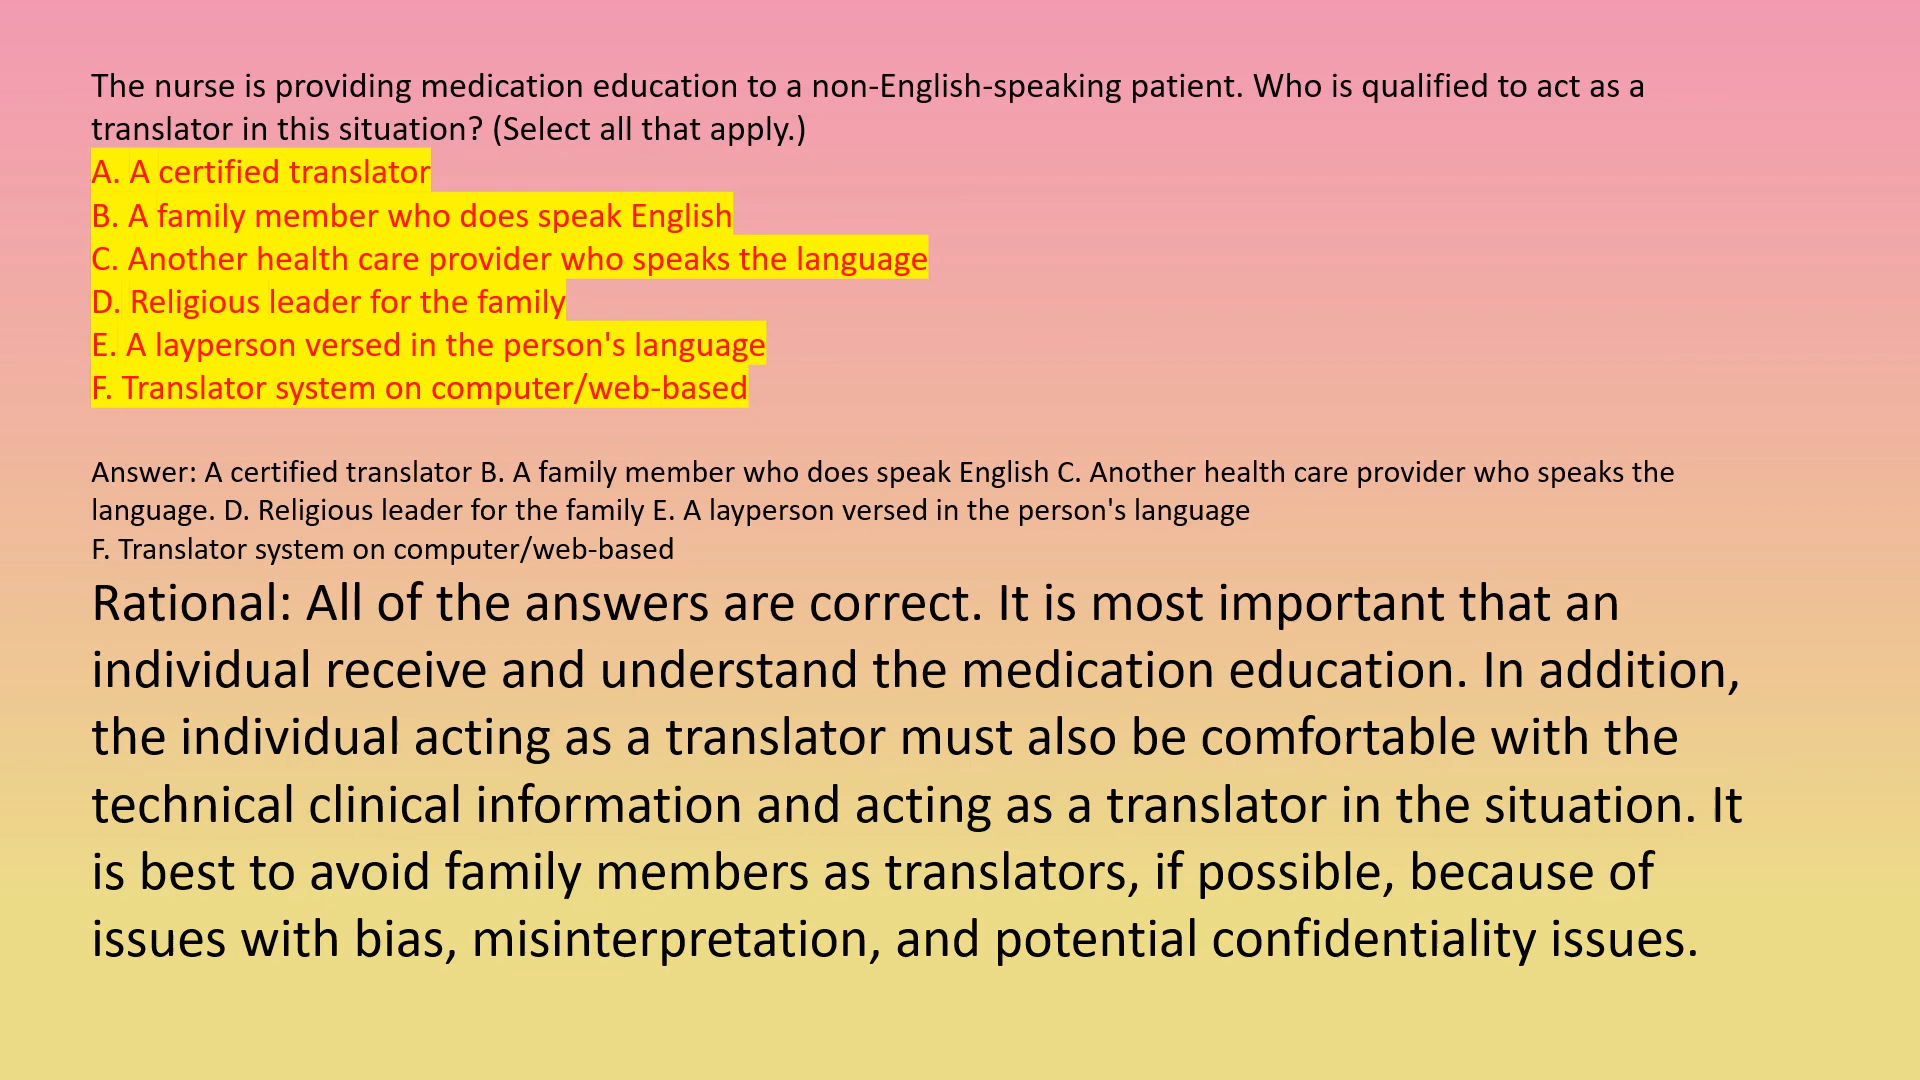 The nurse is providing medication education to a non-English-speaking patient. Who is qualified to act as a
translator in this situation? (Select all that apply.)
A. A certified translator
B. A family member who does speak English
C. Another health care provider who speaks the language
D. Religious leader for the family
E. A layperson versed in the person's language
F. Translator system on computer/web-based
Answer: A certified translator B. A family member who does speak English C. Another health care provider who speaks the
language. D. Religious leader for the family E. A layperson versed in the person's language
F. Translator system on computer/web-based
Rational: All of the answers are correct. It is most important that an
individual receive and understand the medication education. In addition,
the individual acting as a translator must also be comfortable with the
technical clinical information and acting as a translator in the situation. It
is best to avoid family members as translators, if possible, because of
issues with bias, misinterpretation, and potential confidentiality issues.